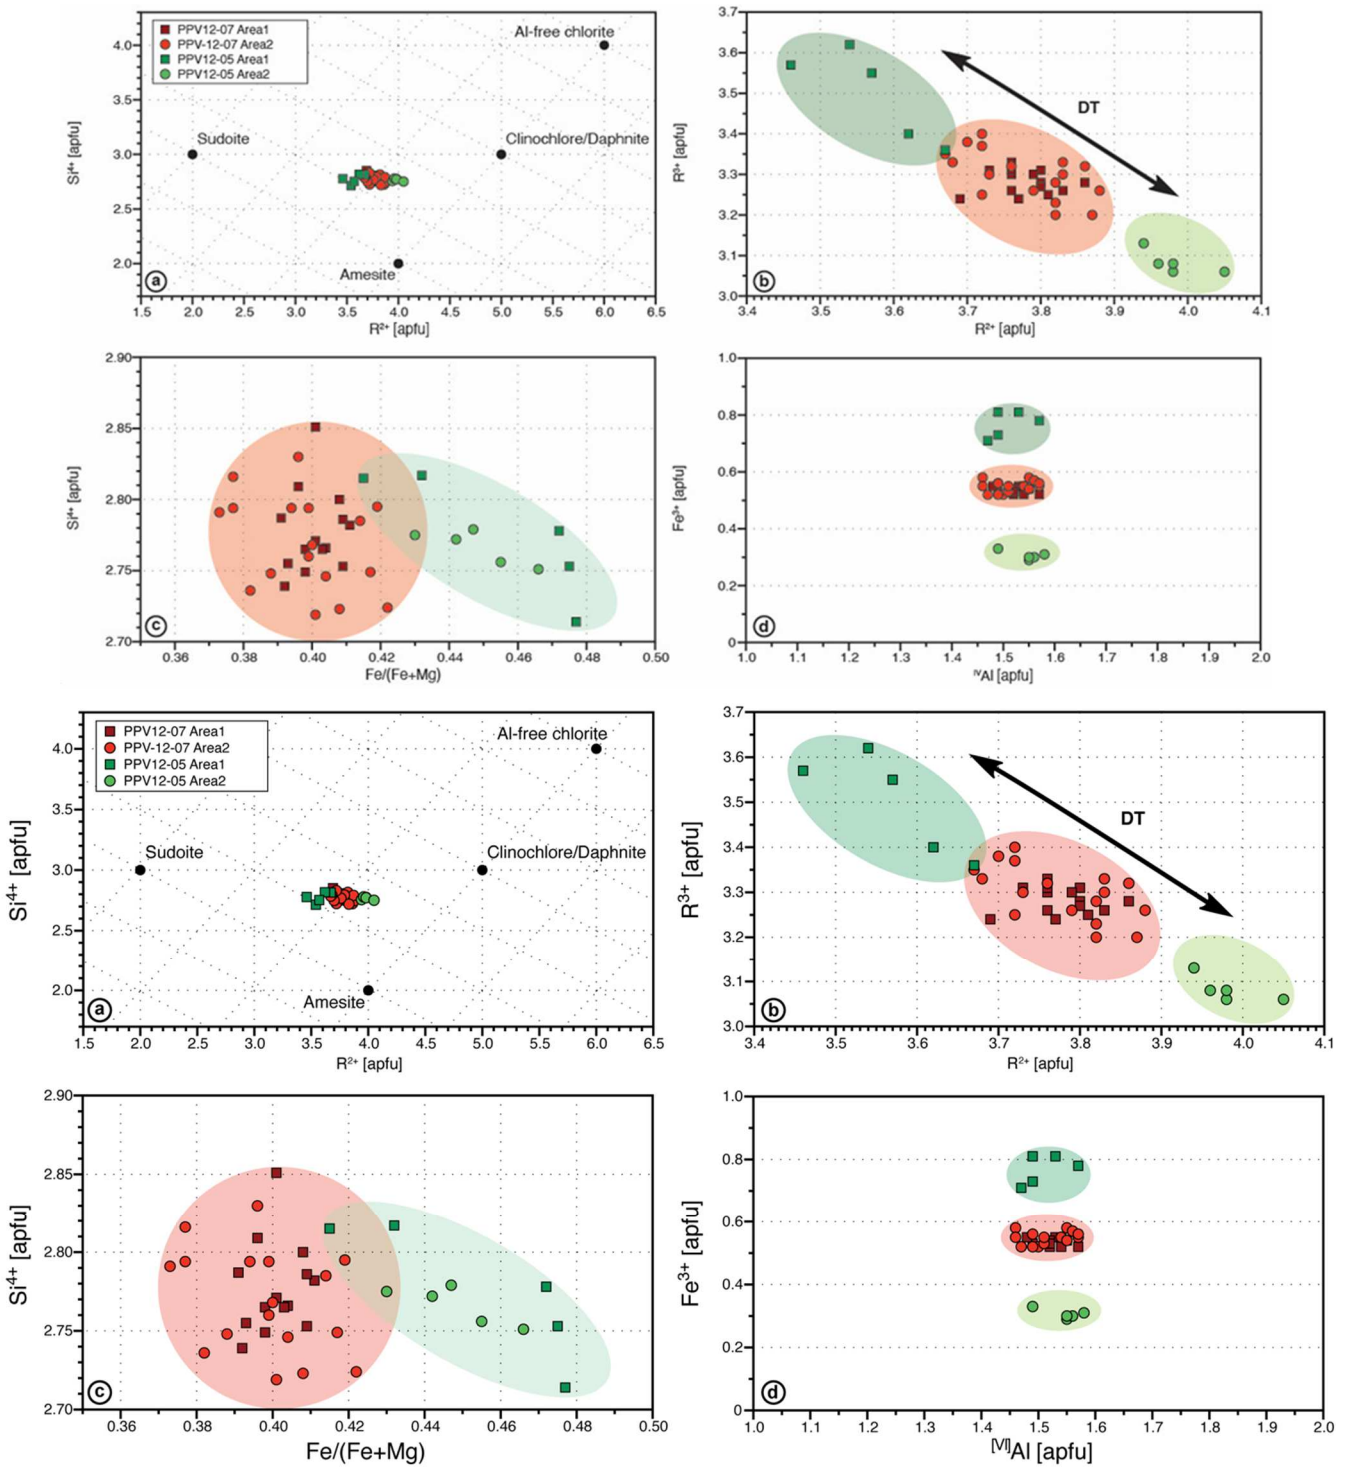 PPV12-07 Area1
PPV-12-07 Area2
PPV12-05 Area1
PPV12-05 Area2
Al-free chlorite
Sudoite
Clinochlore/Daphnite
Amesite
4.0
3.5
3.0
2.5
2.0
Si⁴⁺ [apfu]
a
1.5 2.0 2.5 3.0 3.5 4.0 4.5 5.0 5.5 6.0 6.5
R²⁺ [apfu]
3.7
3.6
3.5
3.4
3.3
3.2
3.1
3.0
R³⁺ [apfu]
DT
b
3.4 3.5 3.6 3.7 3.8 3.9 4.0 4.1
R²⁺ [apfu]
2.90
2.85
2.80
2.75
2.70
Si⁴⁺ [apfu]
c
0.36 0.38 0.40 0.42 0.44 0.46 0.48 0.50
Fe/(Fe+Mg)
1.0
0.8
0.6
0.4
0.2
0
Fe³⁺ [apfu]
d
1.0 1.1 1.2 1.3 1.4 1.5 1.6 1.7 1.8 1.9 2.0
ᴵⱽAl [apfu]
PPV12-07 Area1
PPV-12-07 Area2
PPV12-05 Area1
PPV12-05 Area2
Al-free chlorite
Sudoite
Clinochlore/Daphnite
Amesite
4.0
3.5
3.0
2.5
2.0
Si⁴⁺ [apfu]
a
1.5 2.0 2.5 3.0 3.5 4.0 4.5 5.0 5.5 6.0 6.5
R²⁺ [apfu]
3.7
3.6
3.5
3.4
3.3
3.2
3.1
3.0
R³⁺ [apfu]
DT
b
3.4 3.5 3.6 3.7 3.8 3.9 4.0 4.1
R²⁺ [apfu]
2.90
2.85
2.80
2.75
2.70
Si⁴⁺ [apfu]
c
0.36 0.38 0.40 0.42 0.44 0.46 0.48 0.50
Fe/(Fe+Mg)
1.0
0.8
0.6
0.4
0.2
0
Fe³⁺ [apfu]
d
1.0 1.1 1.2 1.3 1.4 1.5 1.6 1.7 1.8 1.9 2.0
[VI]Al [apfu]